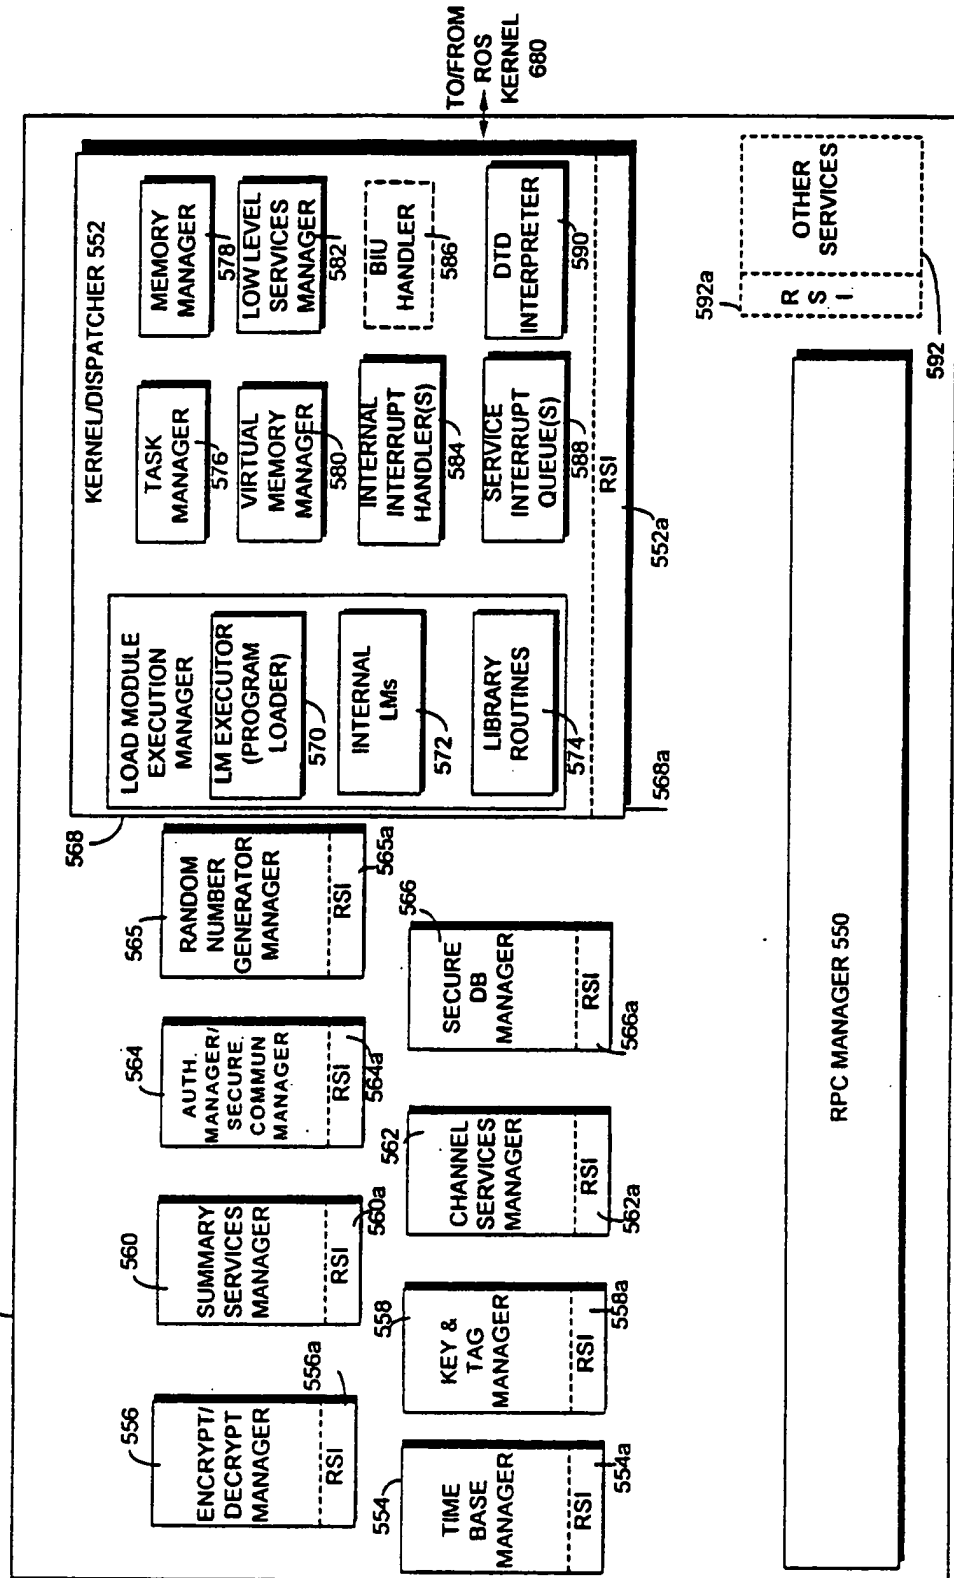 KERNEL/DISPATCHER 552
TO/FROM
ROS
KERNEL
680
LOAD MODULE
EXECUTION
MANAGER
568
LM EXECUTOR
(PROGRAM
LOADER)
570
INTERNAL
LMs
572
LIBRARY
ROUTINES
574
568a
TASK
MANAGER
576
MEMORY
MANAGER
578
VIRTUAL
MEMORY
MANAGER
580
LOW LEVEL
SERVICES
MANAGER
582
INTERNAL
INTERRUPT
HANDLER(S)
584
BIU
HANDLER
586
SERVICE
INTERRUPT
QUEUE(S)
588
DTD
INTERPRETER
590
RSI
552a
556
ENCRYPT/
DECRYPT
MANAGER
RSI
556a
560
SUMMARY
SERVICES
MANAGER
RSI
560a
564
AUTH.
MANAGER/
SECURE.
COMMUN
MANAGER
RSI
564a
565
RANDOM
NUMBER
GENERATOR
MANAGER
RSI
565a
554
TIME
BASE
MANAGER
RSI
554a
558
KEY &
TAG
MANAGER
RSI
558a
562
CHANNEL
SERVICES
MANAGER
RSI
562a
566
SECURE
DB
MANAGER
RSI
566a
RPC MANAGER 550
592a
R
S
I
OTHER
SERVICES
592